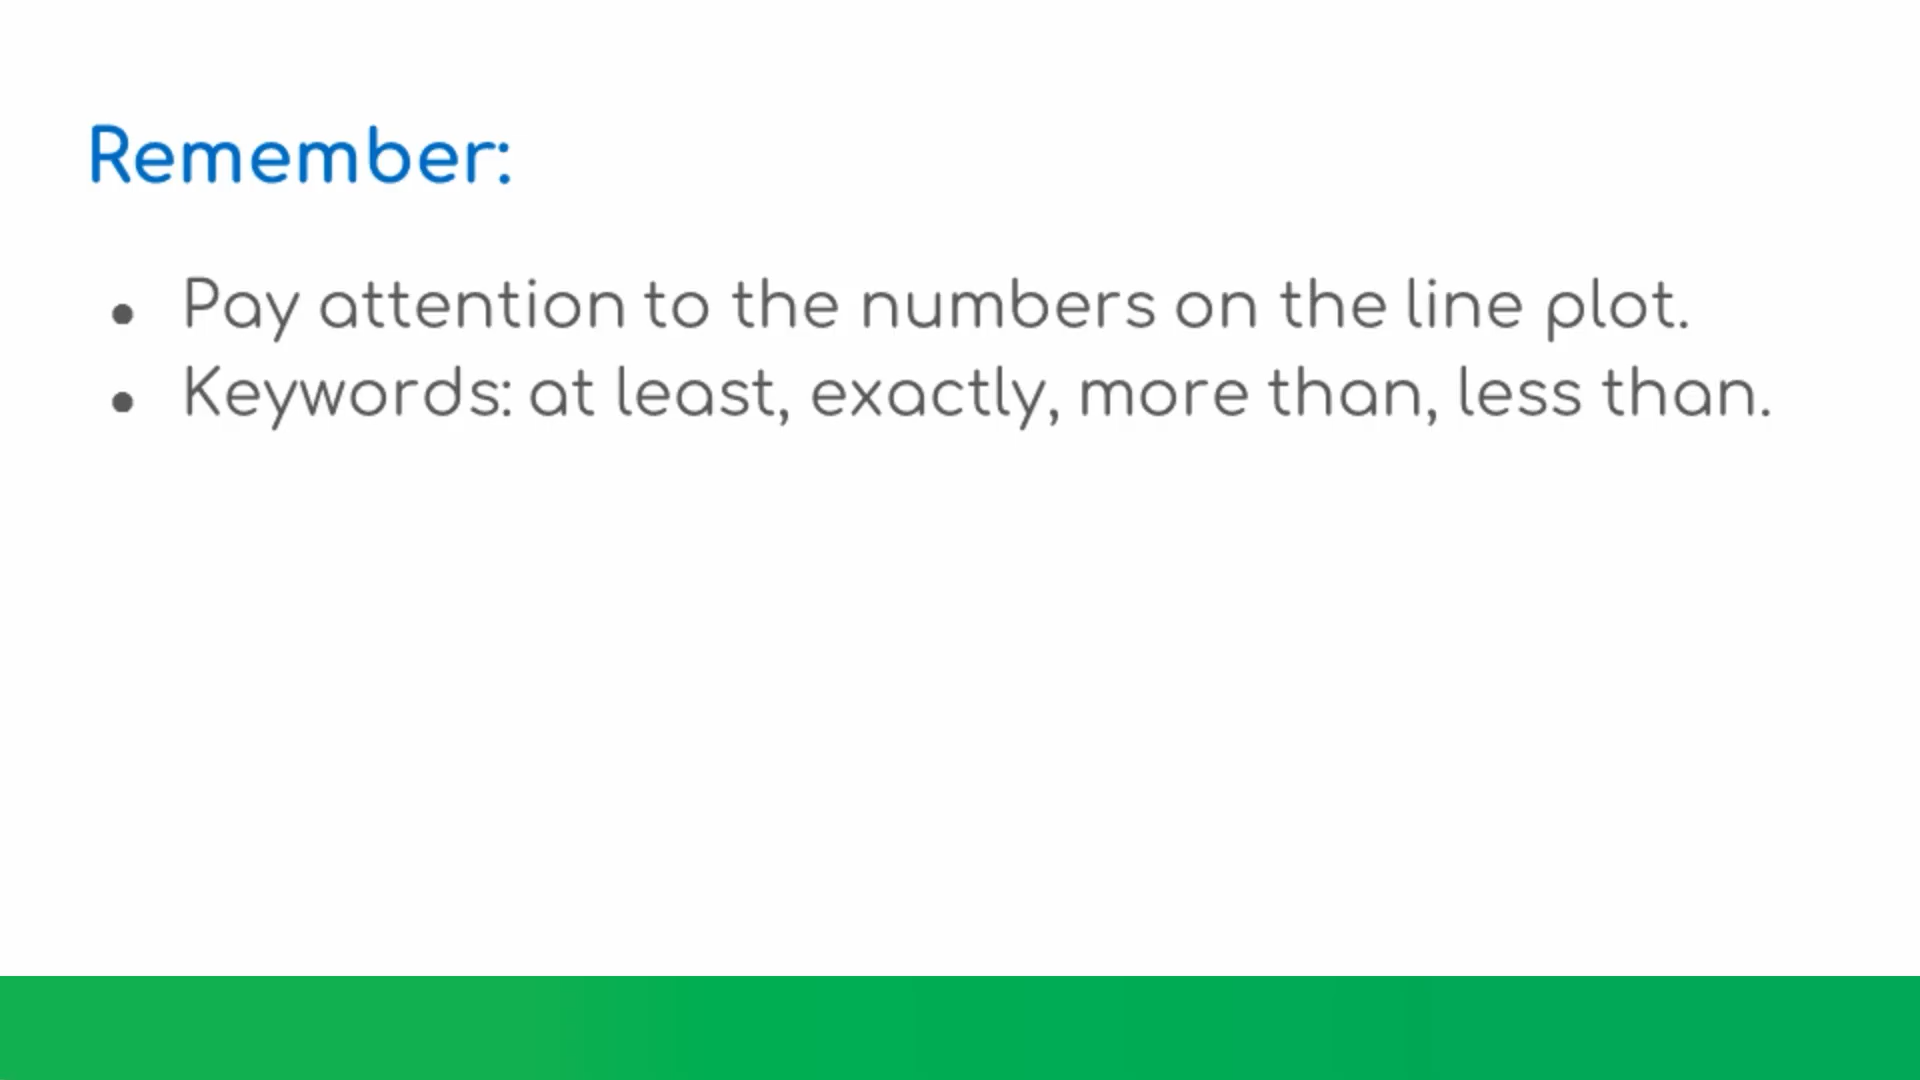 Remember:
• Pay attention to the numbers on the line plot.
• Keywords: at least, exactly, more than, less than.